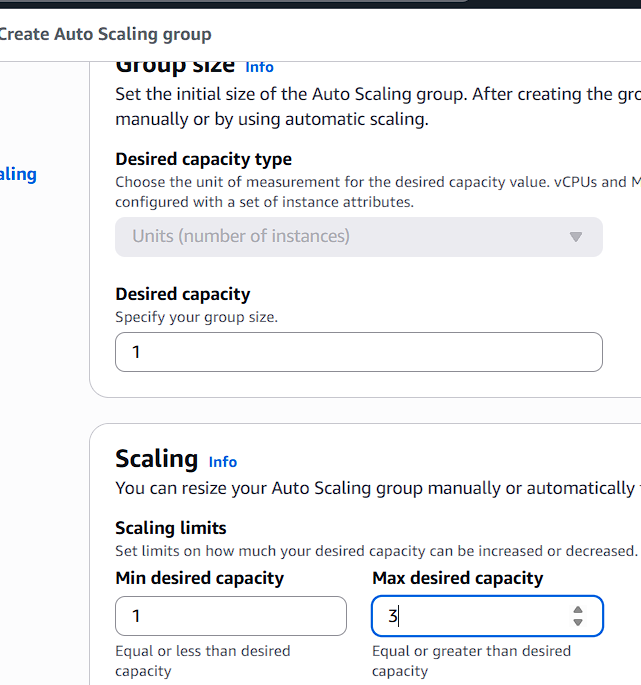 Create Auto Scaling group
Group size Info
Set the initial size of the Auto Scaling group. After creating the
manually or by using automatic scaling.
aling
Desired capacity type
Choose the unit of measurement for the desired capacity value. vCPUs and
configured with a set of instance attributes.
Units (number of instances)
Desired capacity
Specify your group size.
1
Scaling Info
You can resize your Auto Scaling group manually or automatically
Scaling limits
Set limits on how much your desired capacity can be increased or decreased.
Min desired capacity Max desired capacity
1 3
Equal or less than desired Equal or greater than desired
capacity capacity